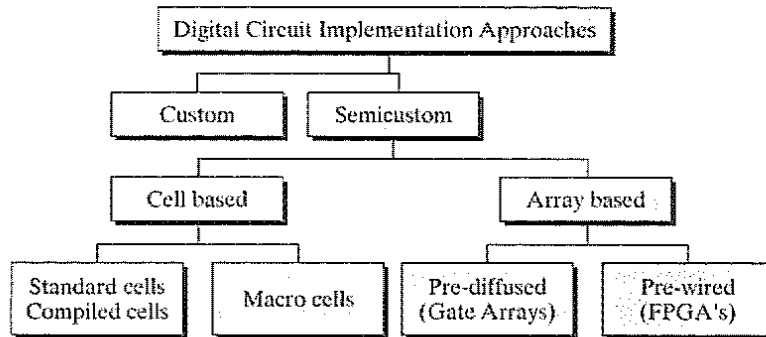 Digital Circuit Implementation Approaches
Custom
Semicustom
Cell based
Array based
Standard cells
Compiled cells
Macro cells
Pre-diffused
(Gate Arrays)
Pre-wired
(FPGA's)